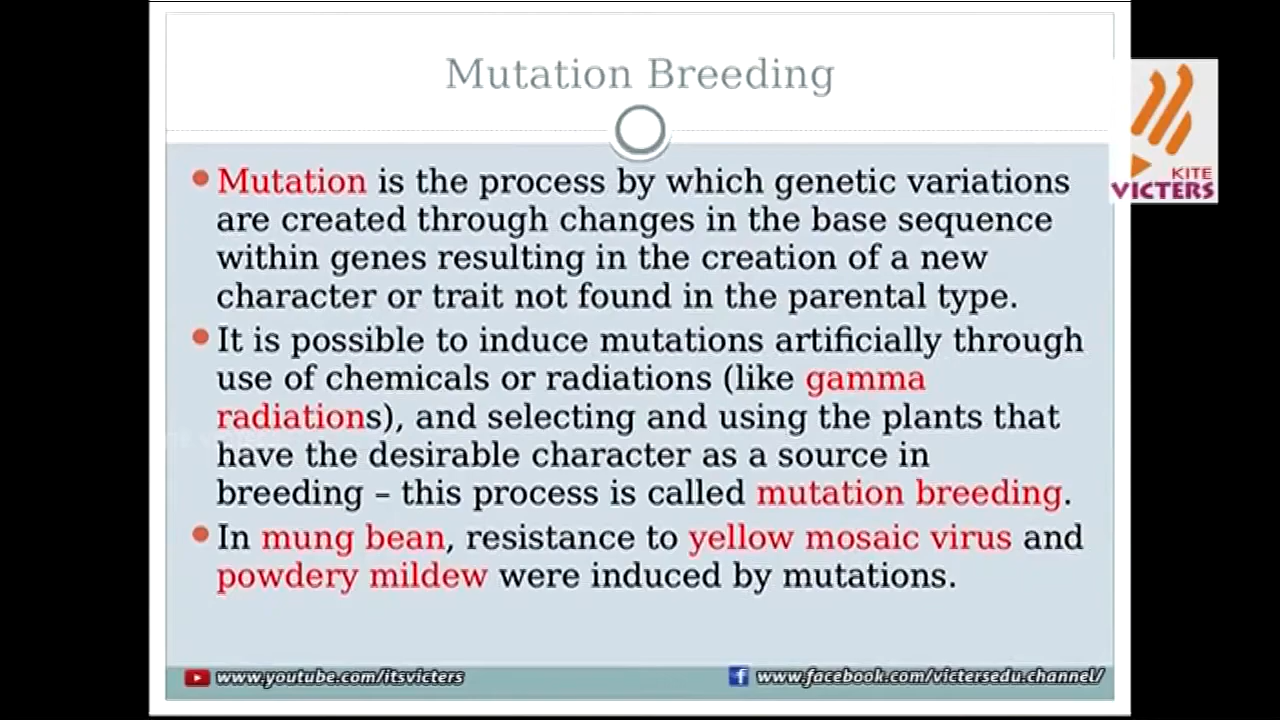 Mutation Breeding
Mutation is the process by which genetic variations
are created through changes in the base sequence
within genes resulting in the creation of a new
character or trait not found in the parental type.
It is possible to induce mutations artificially through
use of chemicals or radiations (like gamma
radiations), and selecting and using the plants that
have the desirable character as a source in
breeding – this process is called mutation breeding.
In mung bean, resistance to yellow mosaic virus and
powdery mildew were induced by mutations.
KITE
VICTERS
www.youtube.com/itsvicters
www.facebook.com/victersedu.channel/